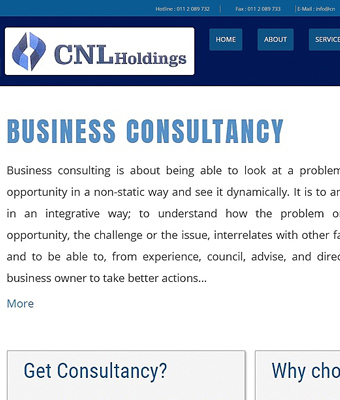 Hotline : 011 2 089 732 | Fax : 011 2 089 733 | E-Mail : info@cn
CNL Holdings
HOME
ABOUT
SERVICE
BUSINESS CONSULTANCY
Business consulting is about being able to look at a problem
opportunity in a non-static way and see it dynamically. It is to an
in an integrative way; to understand how the problem o
opportunity, the challenge or the issue, interrelates with other fa
and to be able to, from experience, council, advise, and direc
business owner to take better actions...
More
Get Consultancy?
Why cho